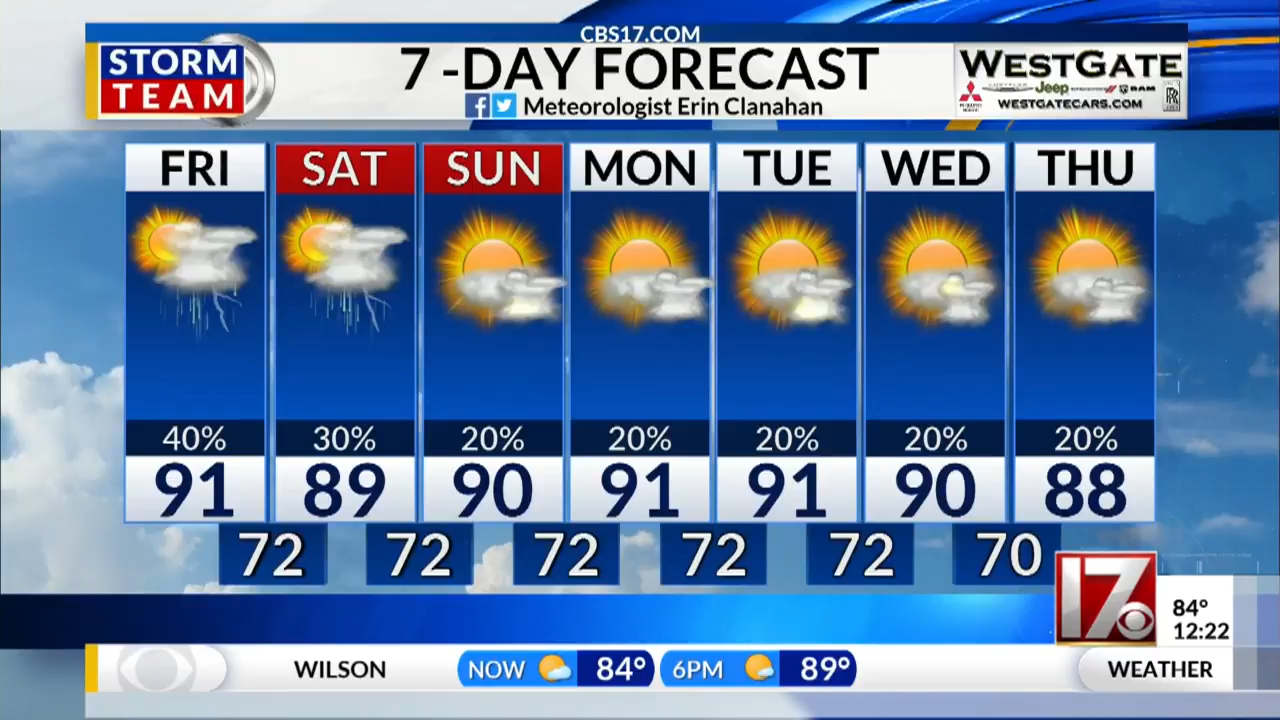 CBS17.COM
STORM
TEAM
7 -DAY FORECAST
Meteorologist Erin Clanahan
WESTGATE
Jeep
RAM
WESTGATECARS.COM
FRI SAT SUN MON TUE WED THU
40% 30% 20% 20% 20% 20% 20%
91 89 90 91 91 90 88
72 72 72 72 72 70
17
84°
12:22
WILSON NOW 84° 6PM 89° WEATHER